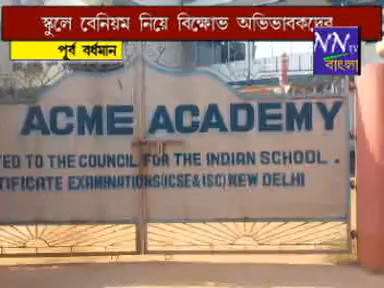 স্কুলে বেনিয়ম নিয়ে বিক্ষোভ অভিভাবকদের
পূর্ব বর্ধমান
NN TV
বাংলা
ACME ACADEMY
TED TO THE COUNCIL FOR THE INDIAN SCHOOL.
TIFICATE EXAMINATIONS (ICSE & ISC) NEW DELHI